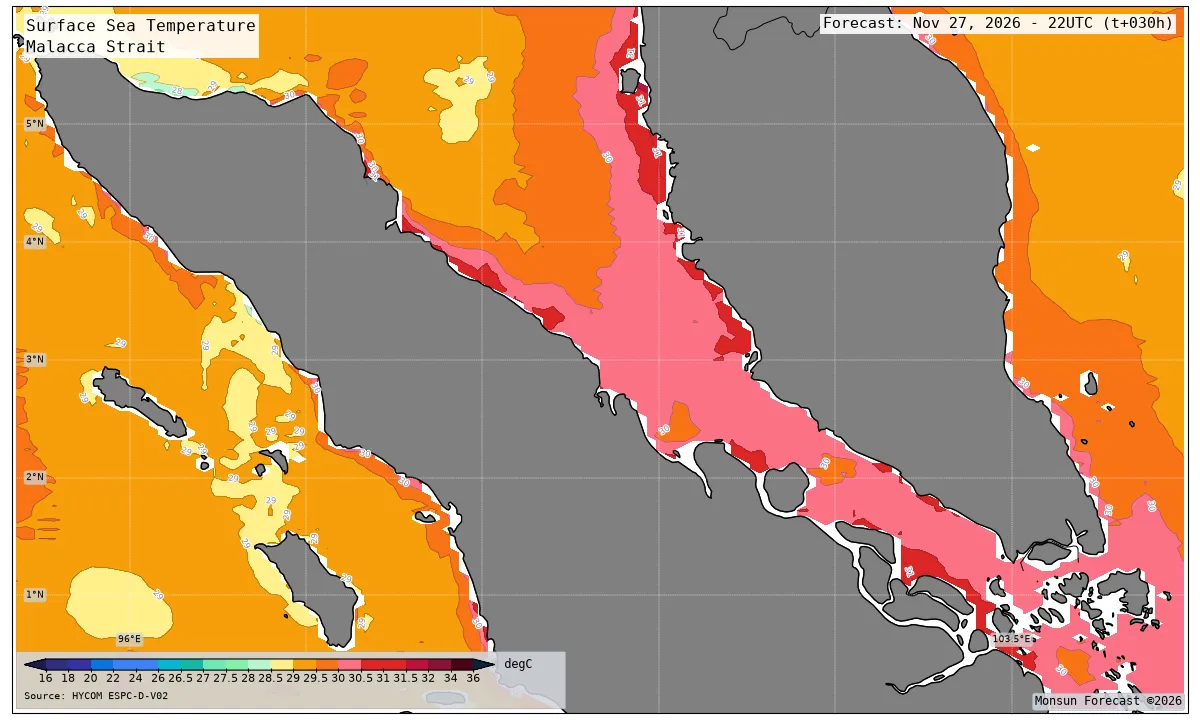 Surface Sea Temperature
Malacca Strait
Forecast: Nov 27, 2026 - 22UTC (t+030h)
5°N
4°N
3°N
2°N
1°N
96°E
103.5°E
degC
16 18 20 22 24 26 26.5 27 27.5 28 28.5 29 29.5 30 30.5 31 31.5 32 34 36
Source: HYCOM ESPC-D-V02
Monsun Forecast ©2026